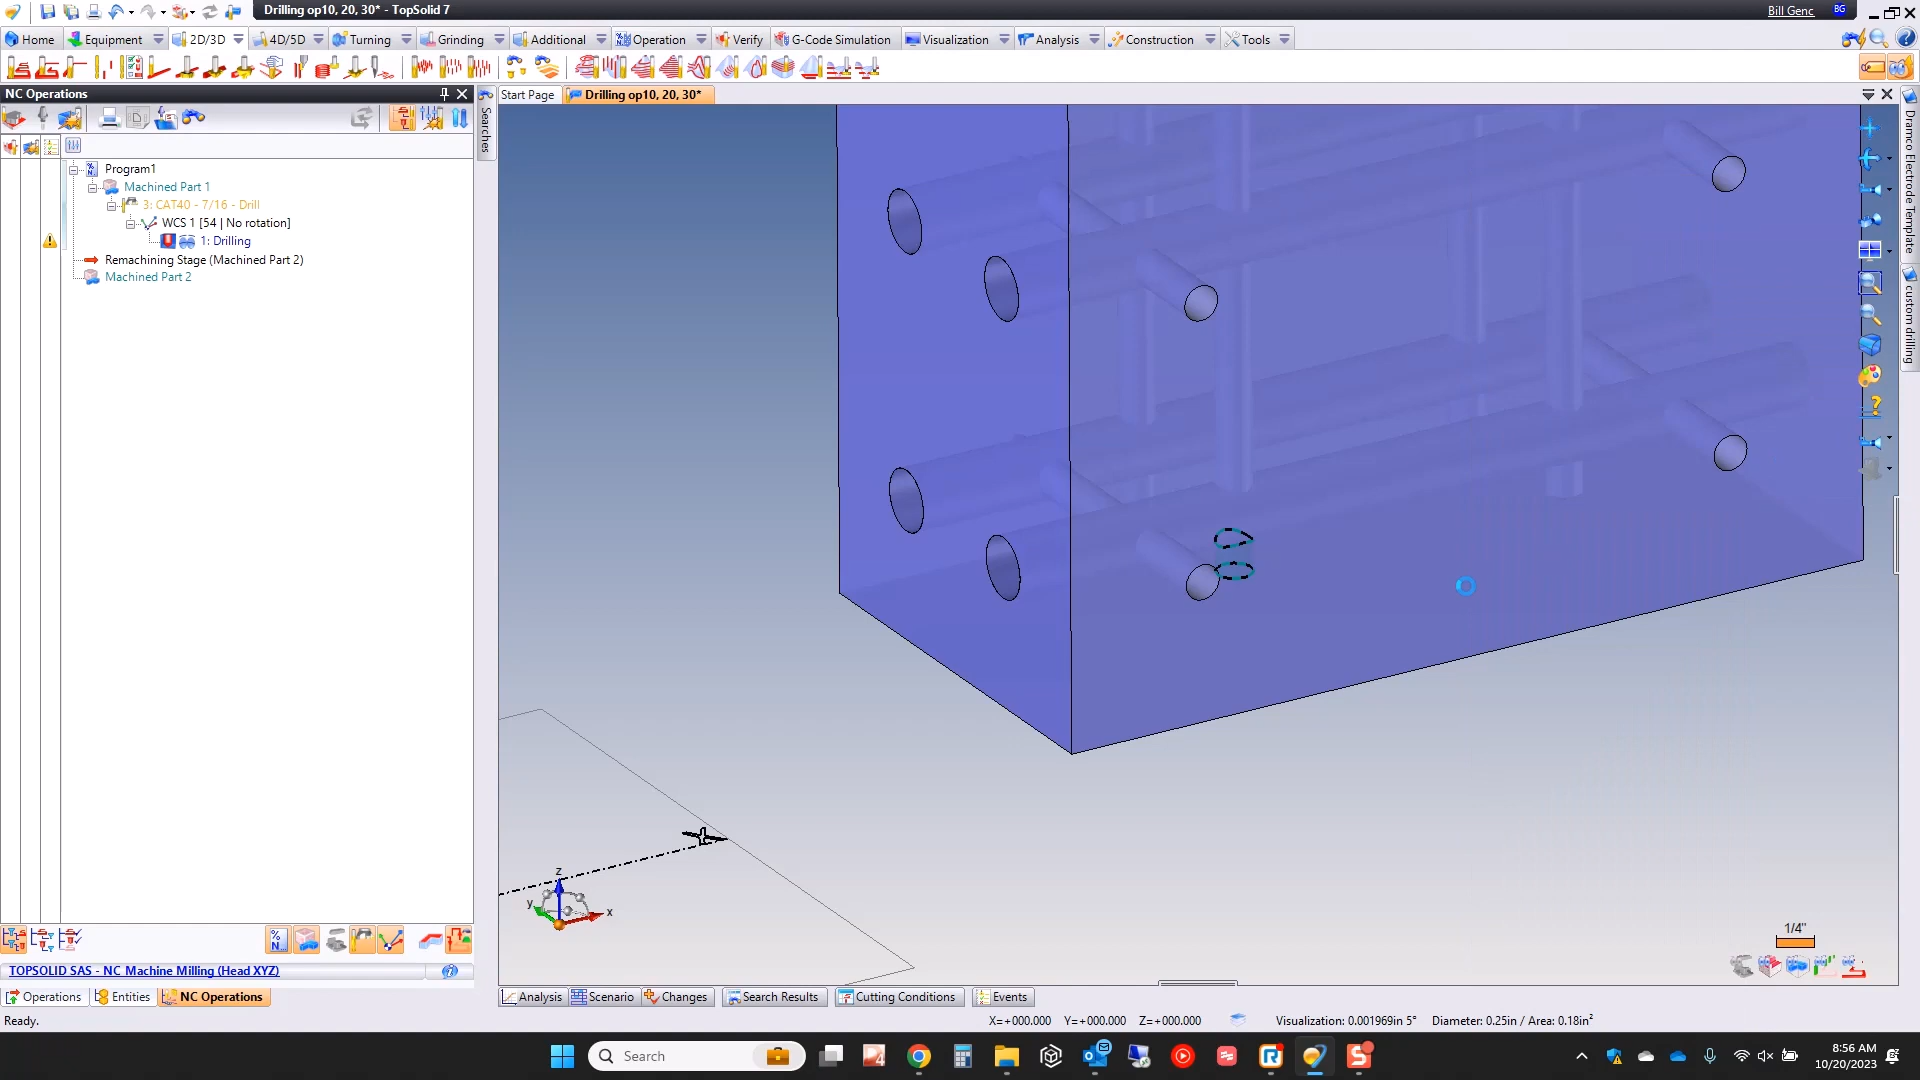 Drilling op10, 20, 30* - TopSolid 7
Bill Genc
BG
Home
Equipment
2D/3D
4D/5D
Turning
Grinding
Additional
Operation
Verify
G-Code Simulation
Visualization
Analysis
Construction
Tools
NC Operations
Start Page
Drilling op10, 20, 30*
Searches
Dramco Electrode Template
custom drilling
Program1
Machined Part 1
3: CAT40 - 7/16 - Drill
WCS 1 [54 | No rotation]
1: Drilling
Remachining Stage (Machined Part 2)
Machined Part 2
z
y
x
1/4"
TOPSOLID SAS - NC Machine Milling (Head XYZ)
Operations
Entities
NC Operations
Analysis
Scenario
Changes
Search Results
Cutting Conditions
Events
Ready.
X=+000.000 Y=+000.000 Z=+000.000
Visualization: 0.001969in 5°
Diameter: 0.25in / Area: 0.18in²
Search
8:56 AM
10/20/2023